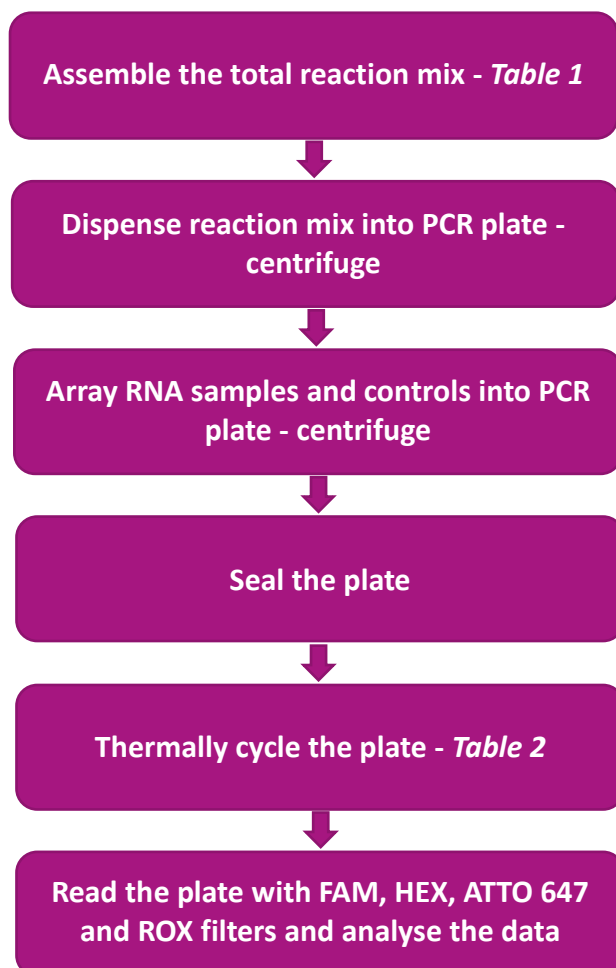 Assemble the total reaction mix - Table 1
Dispense reaction mix into PCR plate -
centrifuge
Array RNA samples and controls into PCR
plate - centrifuge
Seal the plate
Thermally cycle the plate - Table 2
Read the plate with FAM, HEX, ATTO 647
and ROX filters and analyse the data